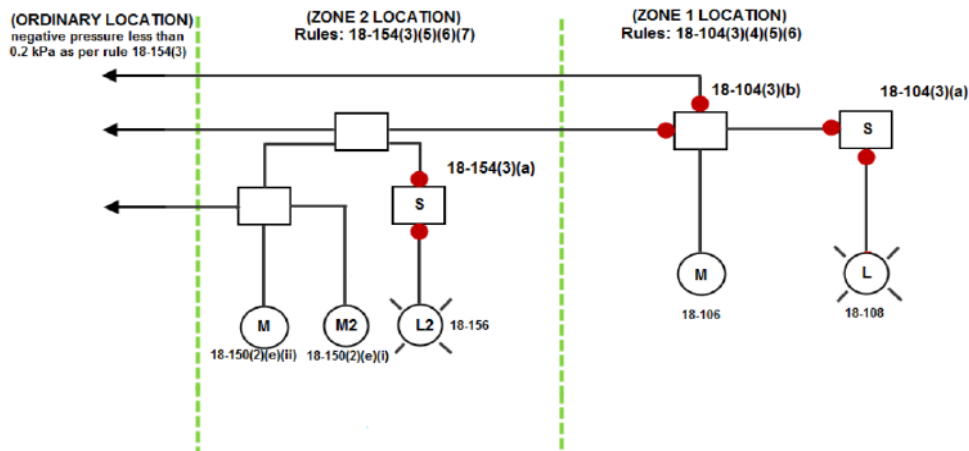 (ORDINARY LOCATION)
negative pressure less than
0.2 kPa as per rule 18-154(3)
(ZONE 2 LOCATION)
Rules: 18-154(3)(5)(6)(7)
(ZONE 1 LOCATION)
Rules: 18-104(3)(4)(5)(6)
18-104(3)(b)
18-104(3)(a)
S
18-154(3)(a)
S
M
18-106
L
18-108
M
18-150(2)(e)(ii)
M2
18-150(2)(e)(i)
L2
18-156